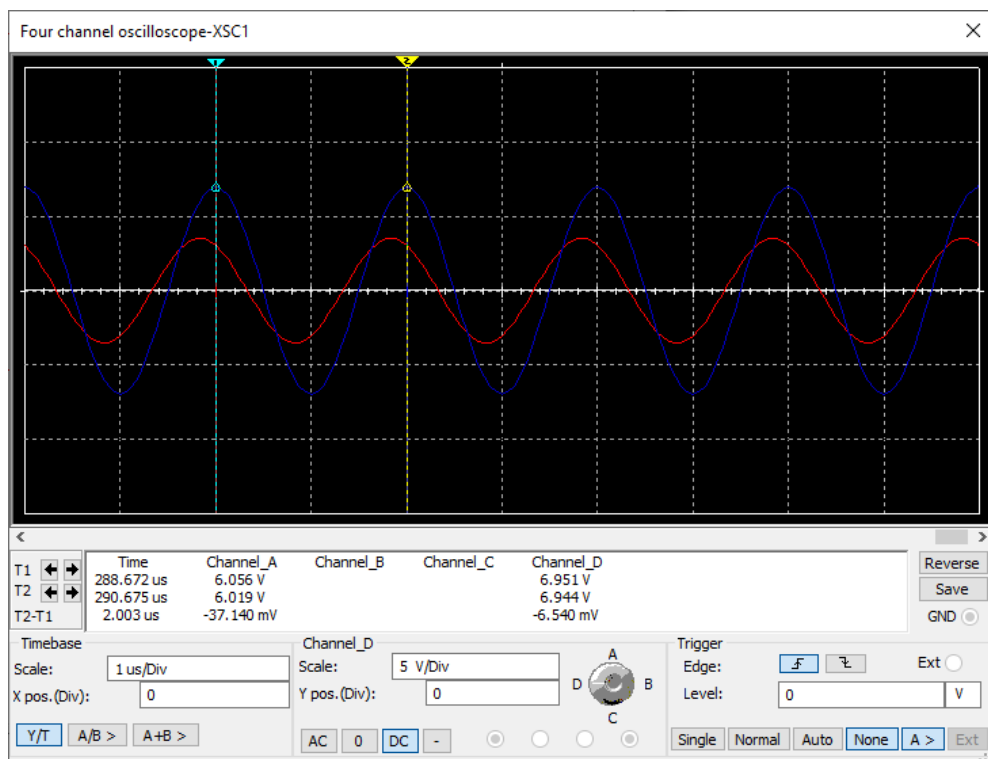 Four channel oscilloscope-XSC1
1 2
Time Channel_A Channel_B Channel_C Channel_D
T1 288.672 us 6.056 V 6.951 V
T2 290.675 us 6.019 V 6.944 V
T2-T1 2.003 us -37.140 mV -6.540 mV
Reverse
Save
GND
Timebase
Scale: 1 us/Div
X pos.(Div): 0
Y/T A/B > A+B >
Channel_D
Scale: 5 V/Div
Y pos.(Div): 0
AC 0 DC -
A
D B
C
Trigger
Edge: Ext
Level: 0 V
Single Normal Auto None A > Ext